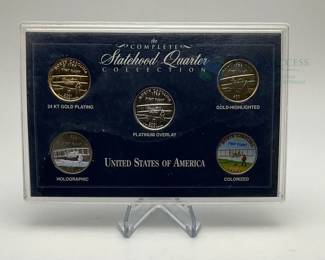 the
COMPLETE
Statehood Quarter
COLLECTION
24 KT GOLD PLATING
GOLD-HIGHLIGHTED
PLATINUM OVERLAY
HOLOGRAPHIC
UNITED STATES OF AMERICA
COLORIZED